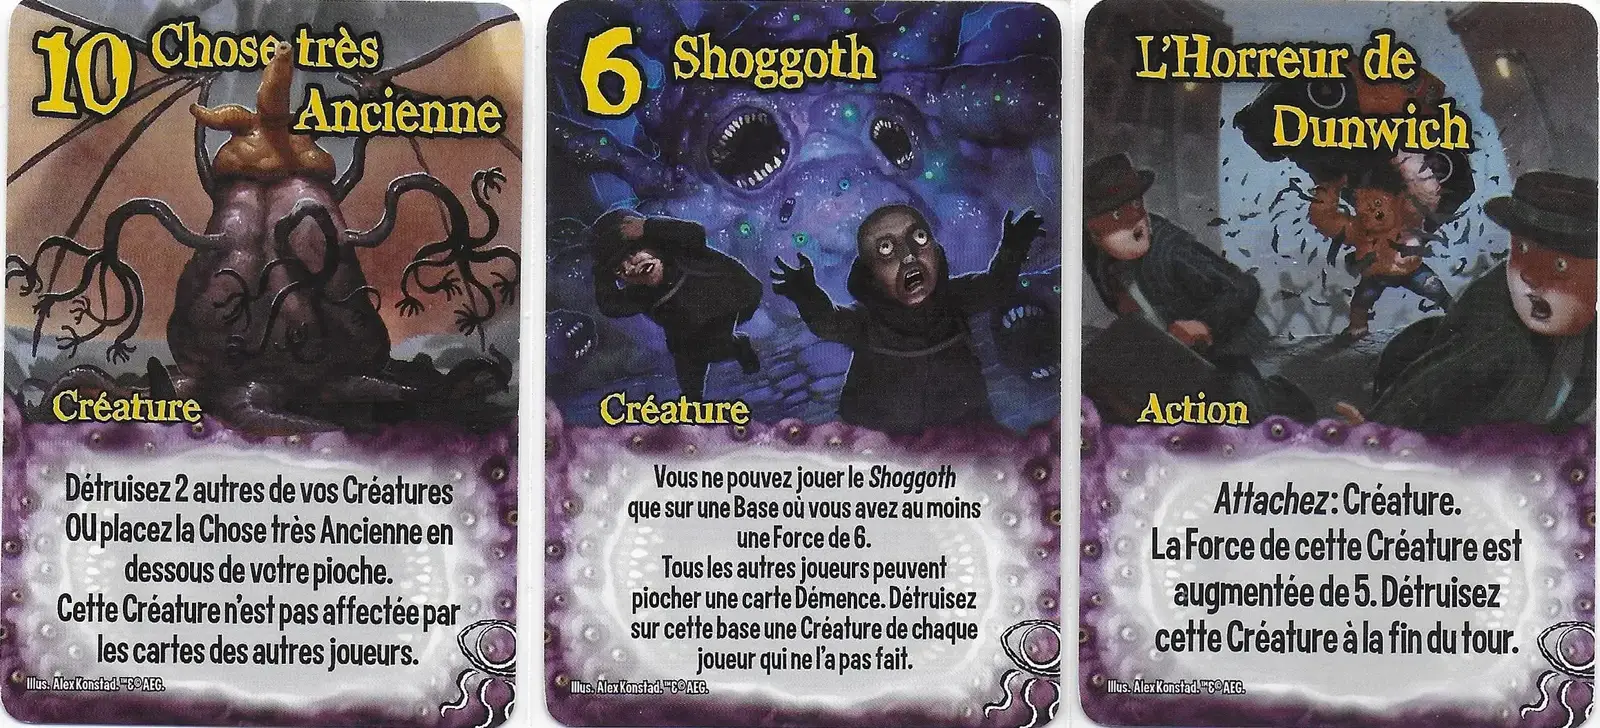 10
Chose très
Ancienne
Créature
Détruisez 2 autres de vos Créatures
OU placez la Chose très Ancienne en
dessous de votre pioche.
Cette Créature n'est pas affectée par
les cartes des autres joueurs.
Illus. Alex Konstad. ™&© AEG.
6
Shoggoth
Créature
Vous ne pouvez jouer le Shoggoth
que sur une Base où vous avez au moins
une Force de 6.
Tous les autres joueurs peuvent
piocher une carte Démence. Détruisez
sur cette base une Créature de chaque
joueur qui ne l'a pas fait.
Illus. Alex Konstad. ™&© AEG.
L'Horreur de
Dunwich
Action
Attachez : Créature.
La Force de cette Créature est
augmentée de 5. Détruisez
cette Créature à la fin du tour.
Illus. Alex Konstad. ™&© AEG.